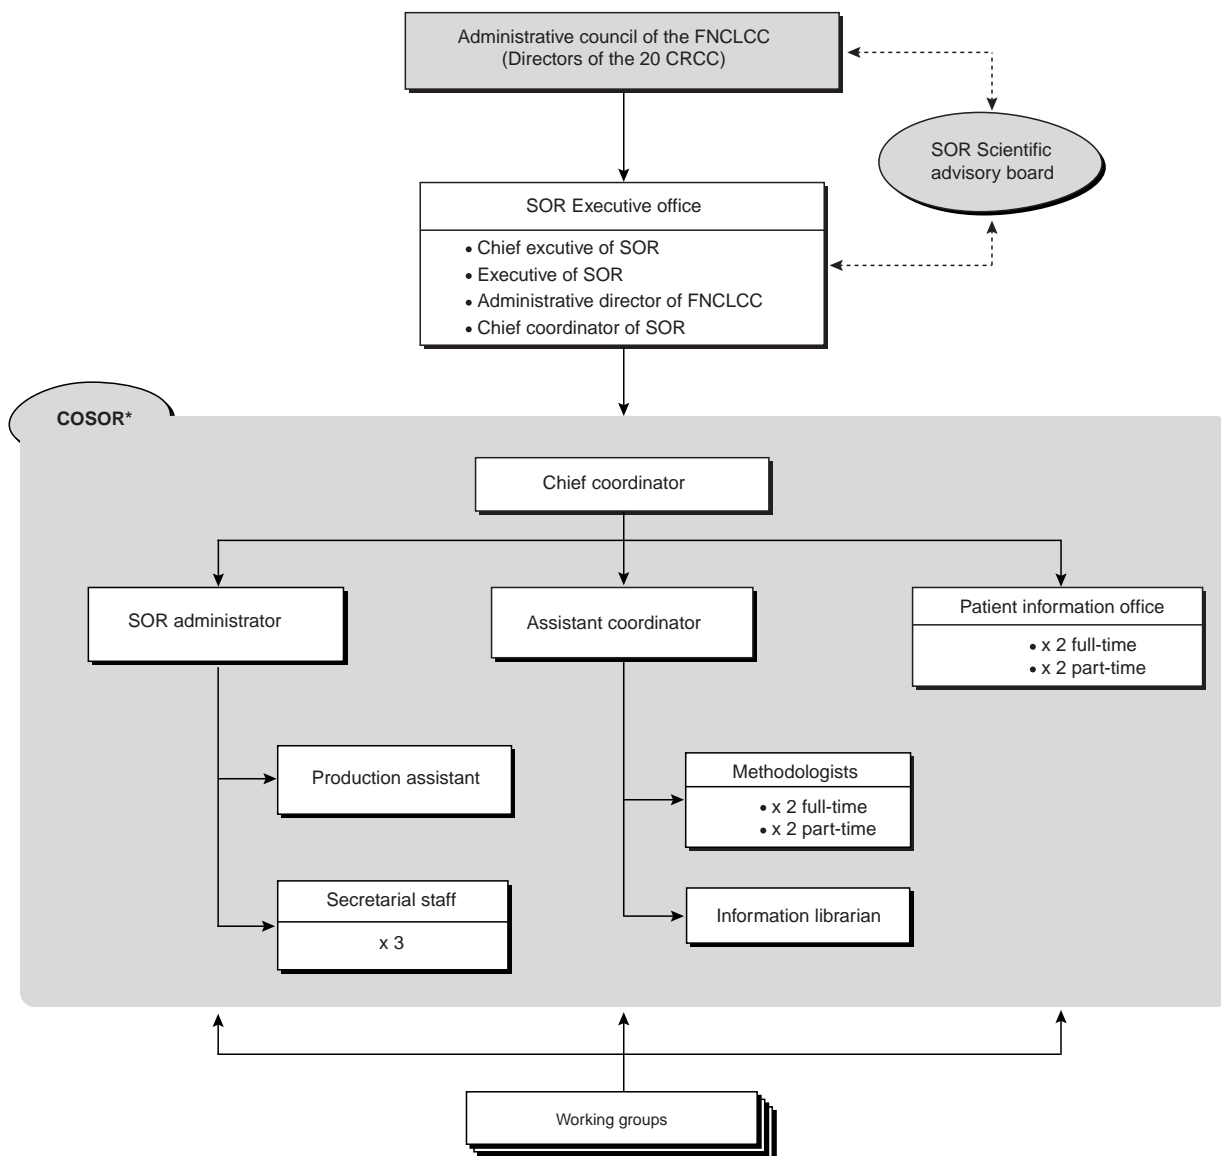 Administrative council of the FNCLCC
(Directors of the 20 CRCC)
SOR Scientific
advisory board
SOR Executive office
• Chief excutive of SOR
• Executive of SOR
• Administrative director of FNCLCC
• Chief coordinator of SOR
COSOR*
Chief coordinator
SOR administrator
Assistant coordinator
Patient information office
• x 2 full-time
• x 2 part-time
Production assistant
Methodologists
• x 2 full-time
• x 2 part-time
Secretarial staff
x 3
Information librarian
Working groups